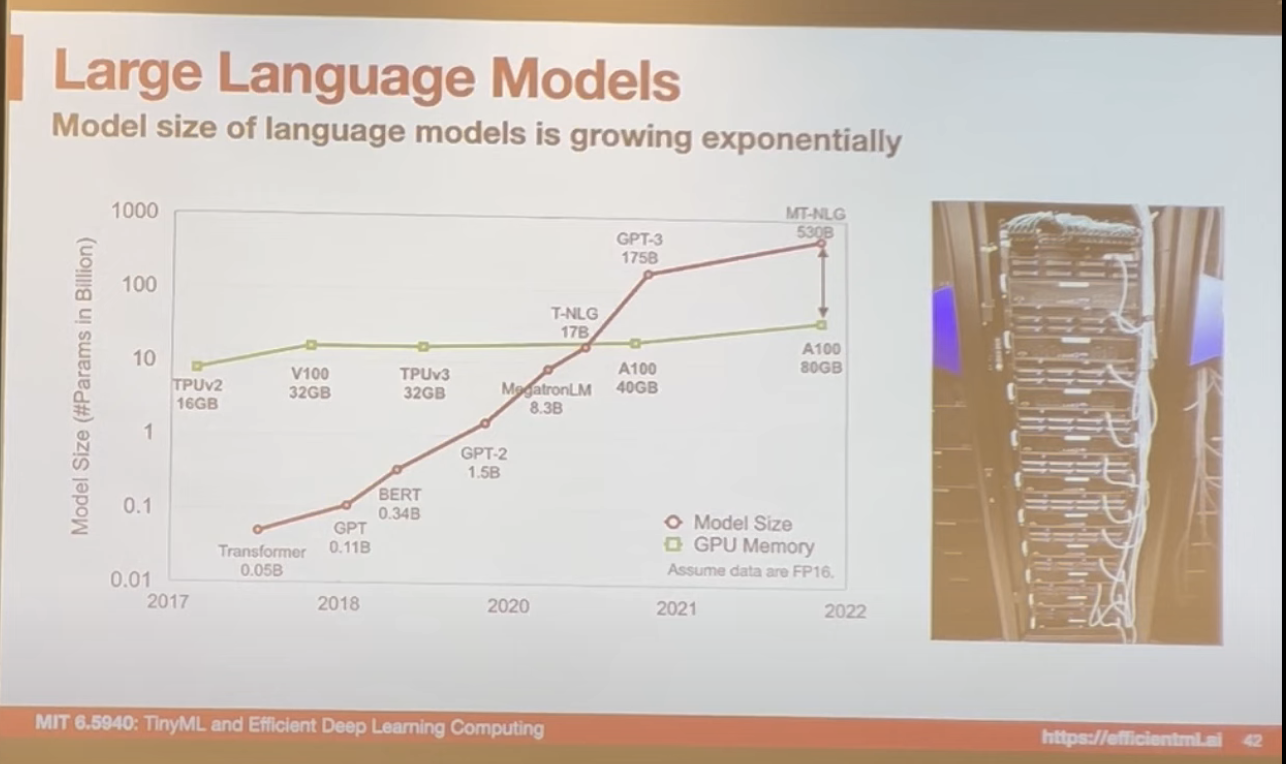 Large Language Models
Model size of language models is growing exponentially
Model Size (#Params in Billion)
1000
100
10
1
0.1
0.01
2017
2018
2020
2021
2022
TPUv2
16GB
V100
32GB
TPUv3
32GB
A100
40GB
A100
80GB
Transformer
0.05B
GPT
0.11B
BERT
0.34B
GPT-2
1.5B
MegatronLM
8.3B
T-NLG
17B
GPT-3
175B
MT-NLG
530B
Model Size
GPU Memory
Assume data are FP16.
MIT 6.5940: TinyML and Efficient Deep Learning Computing
https://efficientml.ai
42